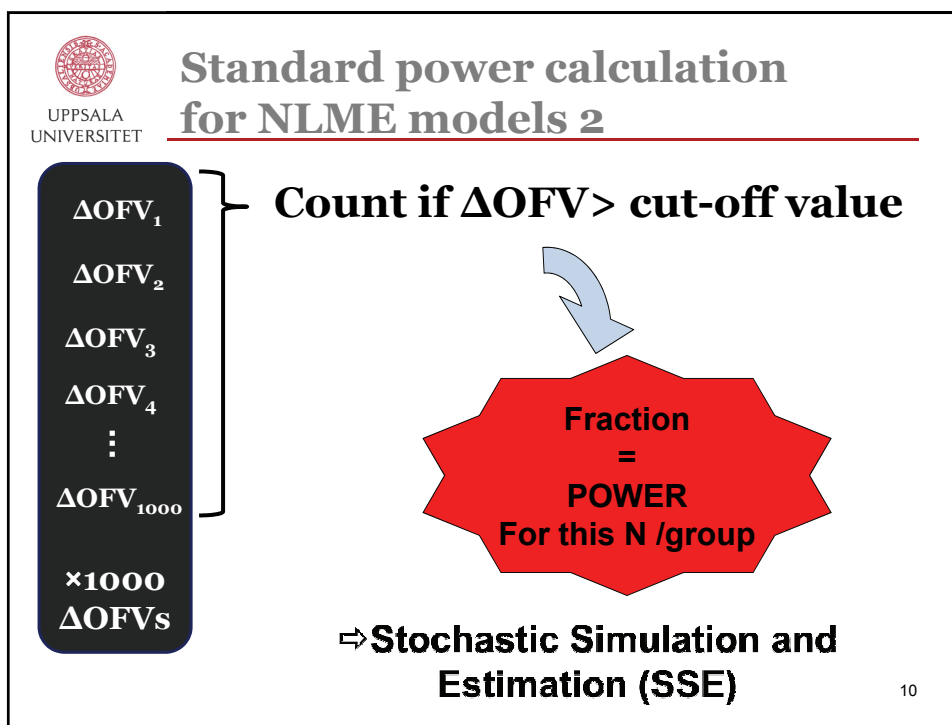 UPPSALA
UNIVERSITET
Standard power calculation
for NLME models 2
ΔOFV₁
ΔOFV₂
ΔOFV₃
ΔOFV₄
⋮
ΔOFV₁₀₀₀
×1000
ΔOFVs
Count if ΔOFV> cut-off value
Fraction
=
POWER
For this N /group
⇨Stochastic Simulation and
Estimation (SSE)
10